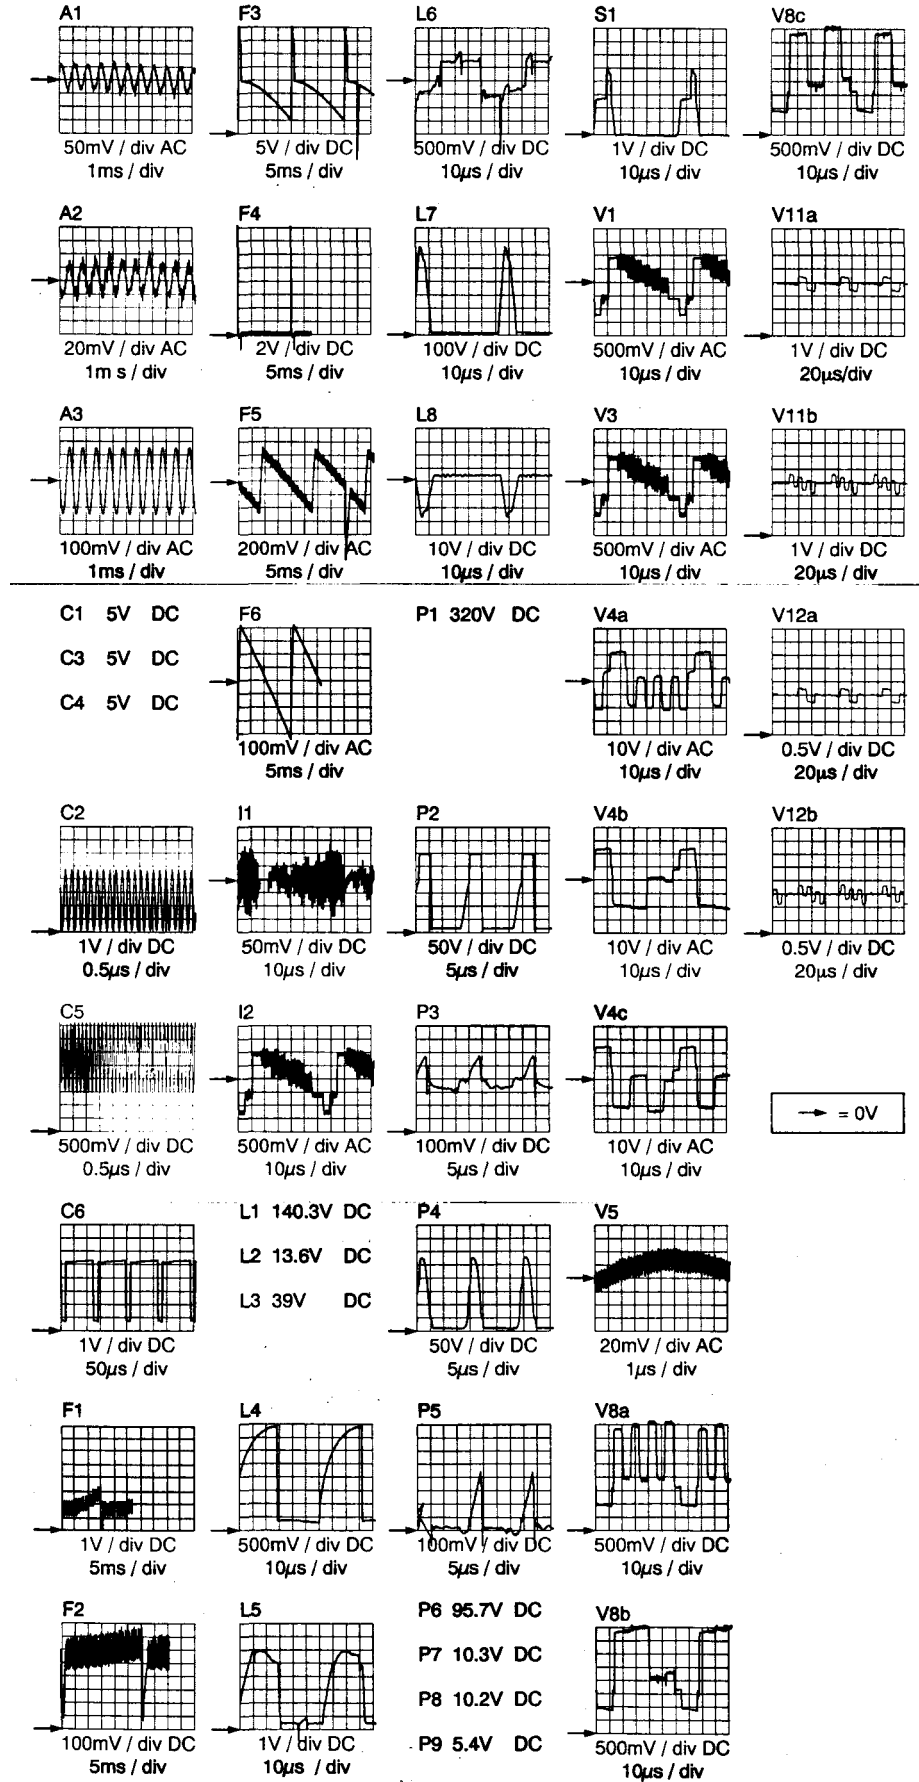 A1
F3
L6
S1
V8c
50mV / div AC
1ms / div
5V / div DC
5ms / div
500mV / div DC
10µs / div
1V / div DC
10µs / div
500mV / div DC
10µs / div
A2
F4
L7
V1
V11a
20mV / div AC
1m s / div
2V / div DC
5ms / div
100V / div DC
10µs / div
500mV / div AC
10µs / div
1V / div DC
20µs/div
A3
F5
L8
V3
V11b
100mV / div AC
1ms / div
200mV / div AC
5ms / div
10V / div DC
10µs / div
500mV / div AC
10µs / div
1V / div DC
20µs / div
C1 5V DC
C3 5V DC
C4 5V DC
F6
P1 320V DC
V4a
V12a
100mV / div AC
5ms / div
10V / div AC
10µs / div
0.5V / div DC
20µs / div
C2
I1
P2
V4b
V12b
1V / div DC
0.5µs / div
50mV / div DC
10µs / div
50V / div DC
5µs / div
10V / div AC
10µs / div
0.5V / div DC
20µs / div
C5
I2
P3
V4c
500mV / div DC
0.5µs / div
500mV / div AC
10µs / div
100mV / div DC
5µs / div
10V / div AC
10µs / div
→ = 0V
C6
L1 140.3V DC
L2 13.6V DC
L3 39V DC
P4
V5
1V / div DC
50µs / div
50V / div DC
5µs / div
20mV / div AC
1µs / div
F1
L4
P5
V8a
1V / div DC
5ms / div
500mV / div DC
10µs / div
100mV / div DC
5µs / div
500mV / div DC
10µs / div
F2
L5
P6 95.7V DC
P7 10.3V DC
P8 10.2V DC
P9 5.4V DC
V8b
100mV / div DC
5ms / div
1V / div DC
10µs / div
500mV / div DC
10µs / div